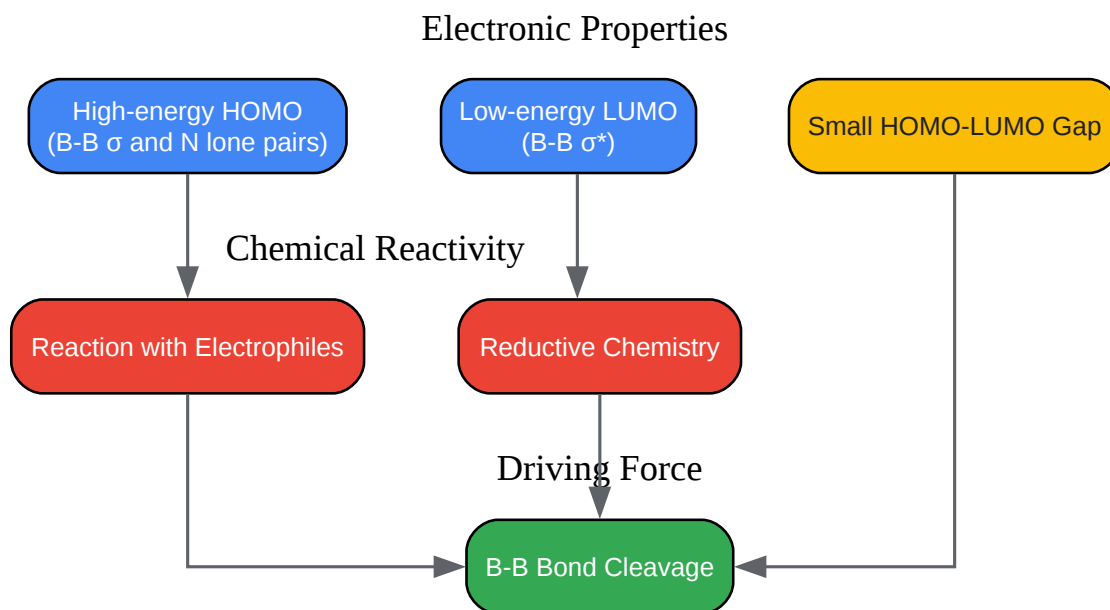 Electronic Properties
High-energy HOMO
(B-B σ and N lone pairs)
Low-energy LUMO
(B-B σ*)
Small HOMO-LUMO Gap
Chemical Reactivity
Reaction with Electrophiles
Reductive Chemistry
Driving Force
B-B Bond Cleavage